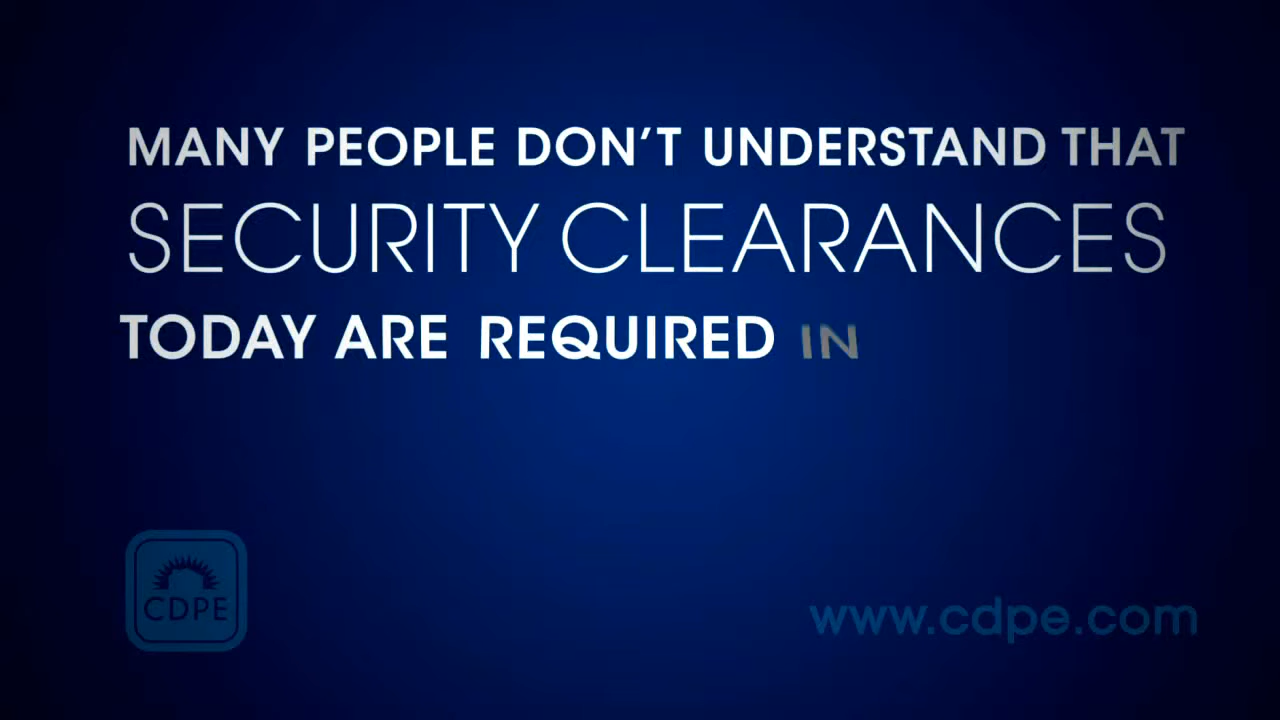 MANY PEOPLE DON'T UNDERSTAND THAT
SECURITY CLEARANCES
TODAY ARE REQUIRED IN
CDPE
www.cdpe.com